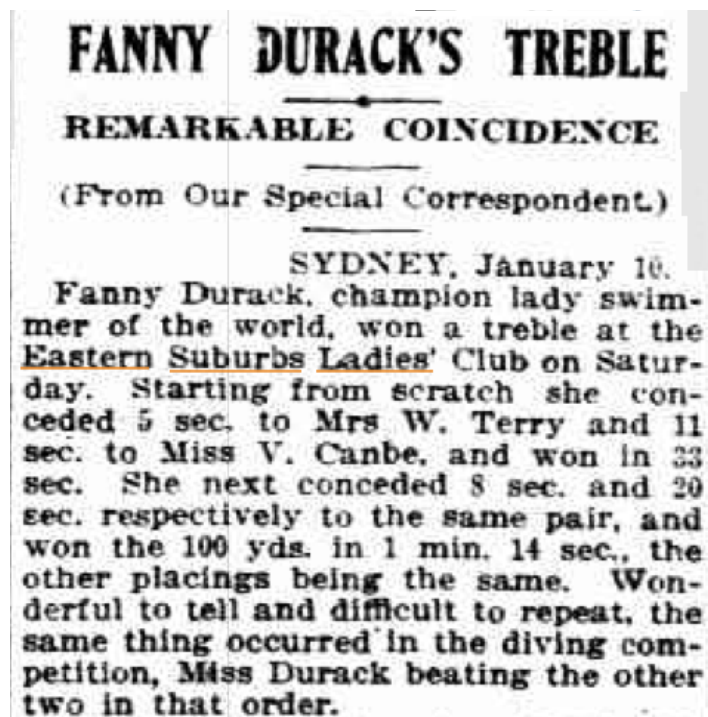 FANNY DURACK'S TREBLE
REMARKABLE COINCIDENCE
(From Our Special Correspondent.)
SYDNEY, January 10.
Fanny Durack, champion lady swim-
mer of the world, won a treble at the
Eastern Suburbs Ladies' Club on Satur-
day. Starting from scratch she con-
ceded 5 sec. to Mrs W. Terry and 11
sec. to Miss V. Canbe, and won in 33
sec. She next conceded 8 sec. and 20
sec. respectively to the same pair, and
won the 100 yds. in 1 min. 14 sec., the
other placings being the same. Won-
derful to tell and difficult to repeat, the
same thing occurred in the diving com-
petition, Miss Durack beating the other
two in that order.